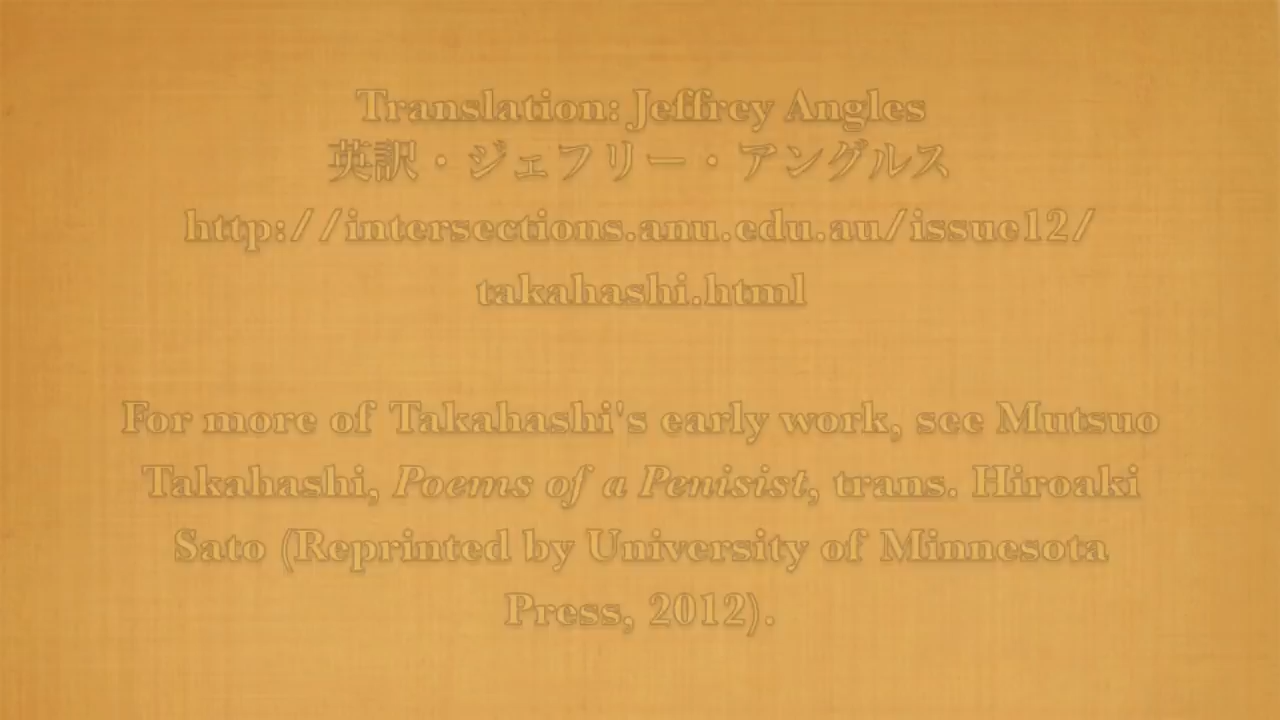 Translation: Jeffrey Angles
英訳・ジェフリー・アングルス
http://intersections.anu.edu.au/issue12/
takahashi.html
For more of Takahashi's early work, see Mutsuo
Takahashi, Poems of a Penisist, trans. Hiroaki
Sato (Reprinted by University of Minnesota
Press, 2012).